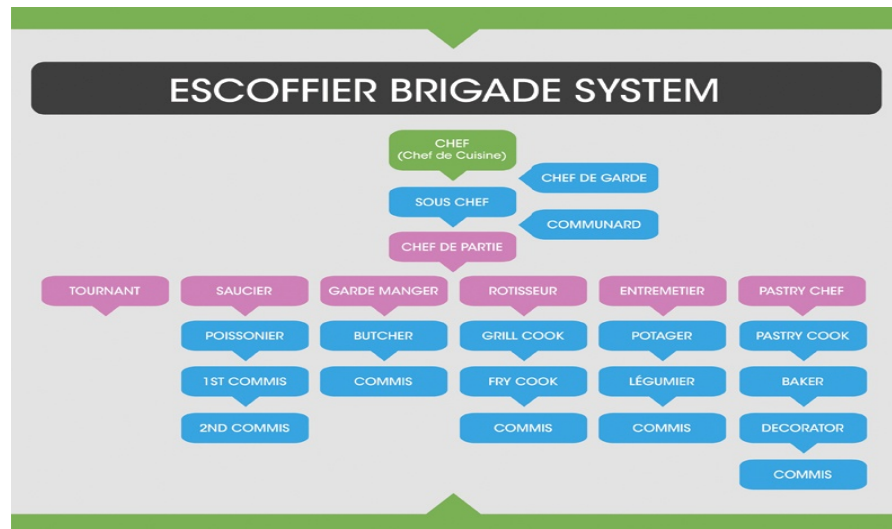 ESCOFFIER BRIGADE SYSTEM
CHEF
(Chef de Cuisine)
CHEF DE GARDE
SOUS CHEF
COMMUNARD
CHEF DE PARTIE
TOURNANT
SAUCIER
GARDE MANGER
ROTISSEUR
ENTREMETIER
PASTRY CHEF
POISSONIER
BUTCHER
GRILL COOK
POTAGER
PASTRY COOK
1ST COMMIS
COMMIS
FRY COOK
LÉGUMIER
BAKER
2ND COMMIS
COMMIS
COMMIS
DECORATOR
COMMIS